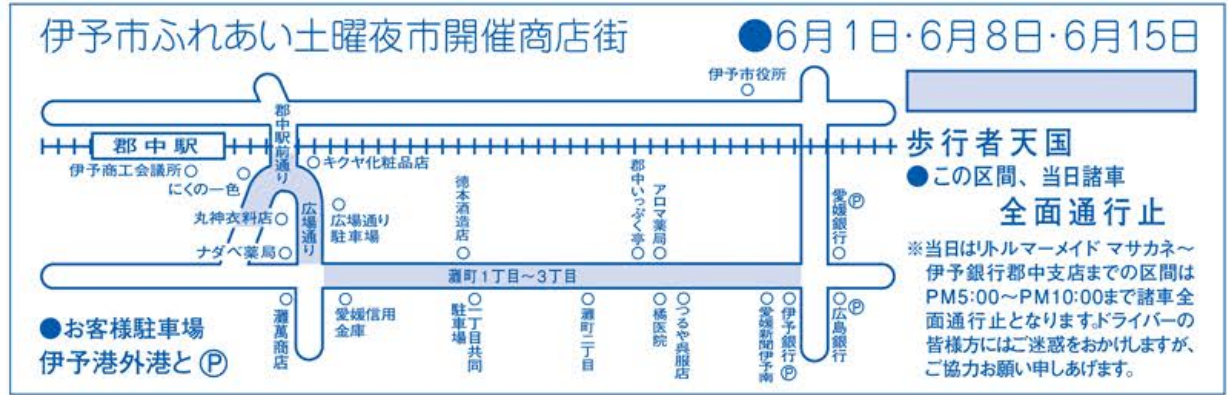 伊予市ふれあい土曜夜市開催商店街
●6月1日·6月8日·6月15日
伊予市役所
郡中駅
郡中駅前通り
伊予商工会議所
にくの一色
キクヤ化粧品店
丸神衣料店
ナダベ薬局
広場通り
広場通り
駐車場
徳本酒造店
郡中いっぷく亭
アロマ薬局
愛媛銀行
Ⓟ
灘町1丁目～3丁目
灘萬商店
愛媛信用
金庫
一丁目共同
駐車場
灘町二丁目
橘医院
つるや呉服店
愛媛新聞伊予南
伊予銀行Ⓟ
広島銀行
Ⓟ
●お客様駐車場
伊予港外港とⓅ
歩行者天国
●この区間、当日諸車
全面通行止
※当日はリトルマーメイド マサカネ～
伊予銀行郡中支店までの区間は
PM5:00～PM10:00まで諸車全
面通行止となります。ドライバーの
皆様方にはご迷惑をおかけしますが、
ご協力お願い申しあげます。